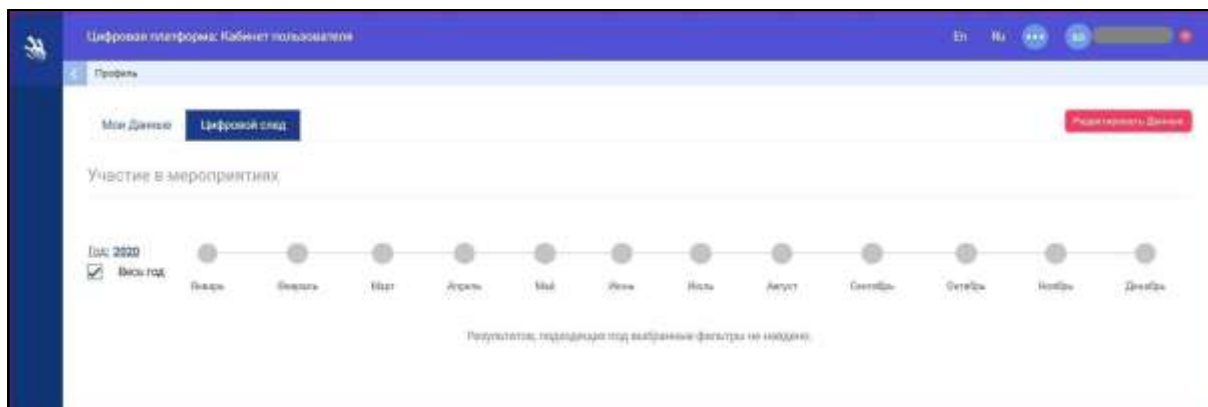 Цифровая платформа: Кабинет пользователя
En Ru
Профиль
Мои Данные Цифровой след
Редактировать Данные
Участие в мероприятиях
Год: 2020
Весь год
Январь Февраль Март Апрель Май Июнь Июль Август Сентябрь Октябрь Ноябрь Декабрь
Результатов, подходящих под выбранные фильтры не найдено.